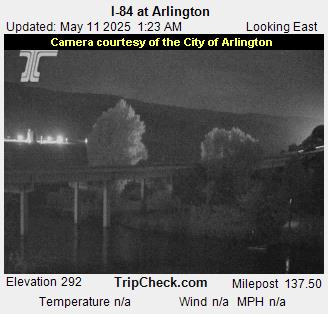 I-84 at Arlington
Updated: May 11 2025 1:23 AM Looking East
Camera courtesy of the City of Arlington
Elevation 292 TripCheck.com Milepost 137.50
Temperature n/a Wind n/a MPH n/a